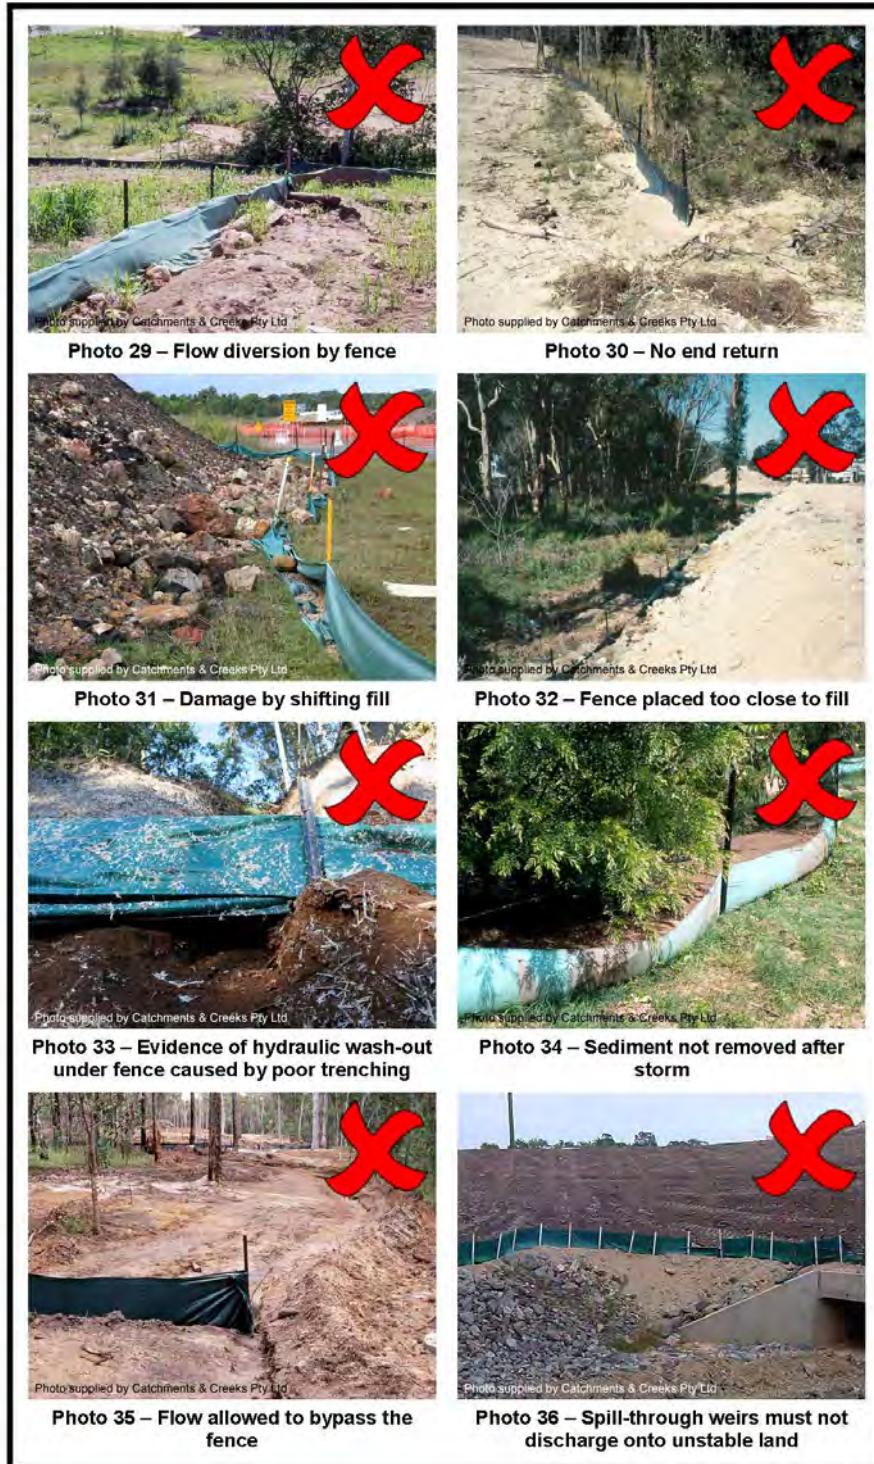 Photo supplied by Catchments & Creeks Pty Ltd
Photo 29 – Flow diversion by fence
Photo supplied by Catchments & Creeks Pty Ltd
Photo 30 – No end return
Photo supplied by Catchments & Creeks Pty Ltd
Photo 31 – Damage by shifting fill
Photo supplied by Catchments & Creeks Pty Ltd
Photo 32 – Fence placed too close to fill
Photo supplied by Catchments & Creeks Pty Ltd
Photo 33 – Evidence of hydraulic wash-out
under fence caused by poor trenching
Photo supplied by Catchments & Creeks Pty Ltd
Photo 34 – Sediment not removed after
storm
Photo supplied by Catchments & Creeks Pty Ltd
Photo 35 – Flow allowed to bypass the
fence
Photo supplied by Catchments & Creeks Pty Ltd
Photo 36 – Spill-through weirs must not
discharge onto unstable land